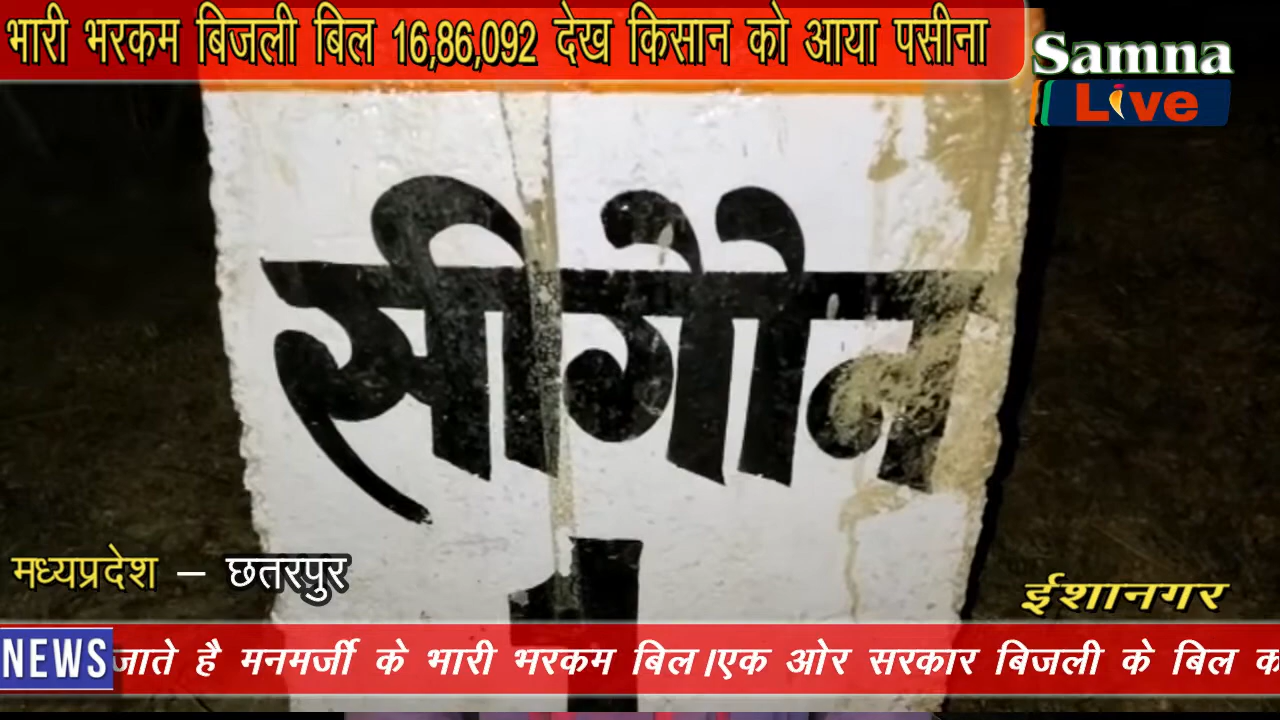 भारी भरकम बिजली बिल 16,86,092 देख किसान को आया पसीना
Samna
Live
सीगौन
1
मध्यप्रदेश – छतरपुर
ईशानगर
NEWS जाते है मनमर्जी के भारी भरकम बिल।एक ओर सरकार बिजली के बिल क